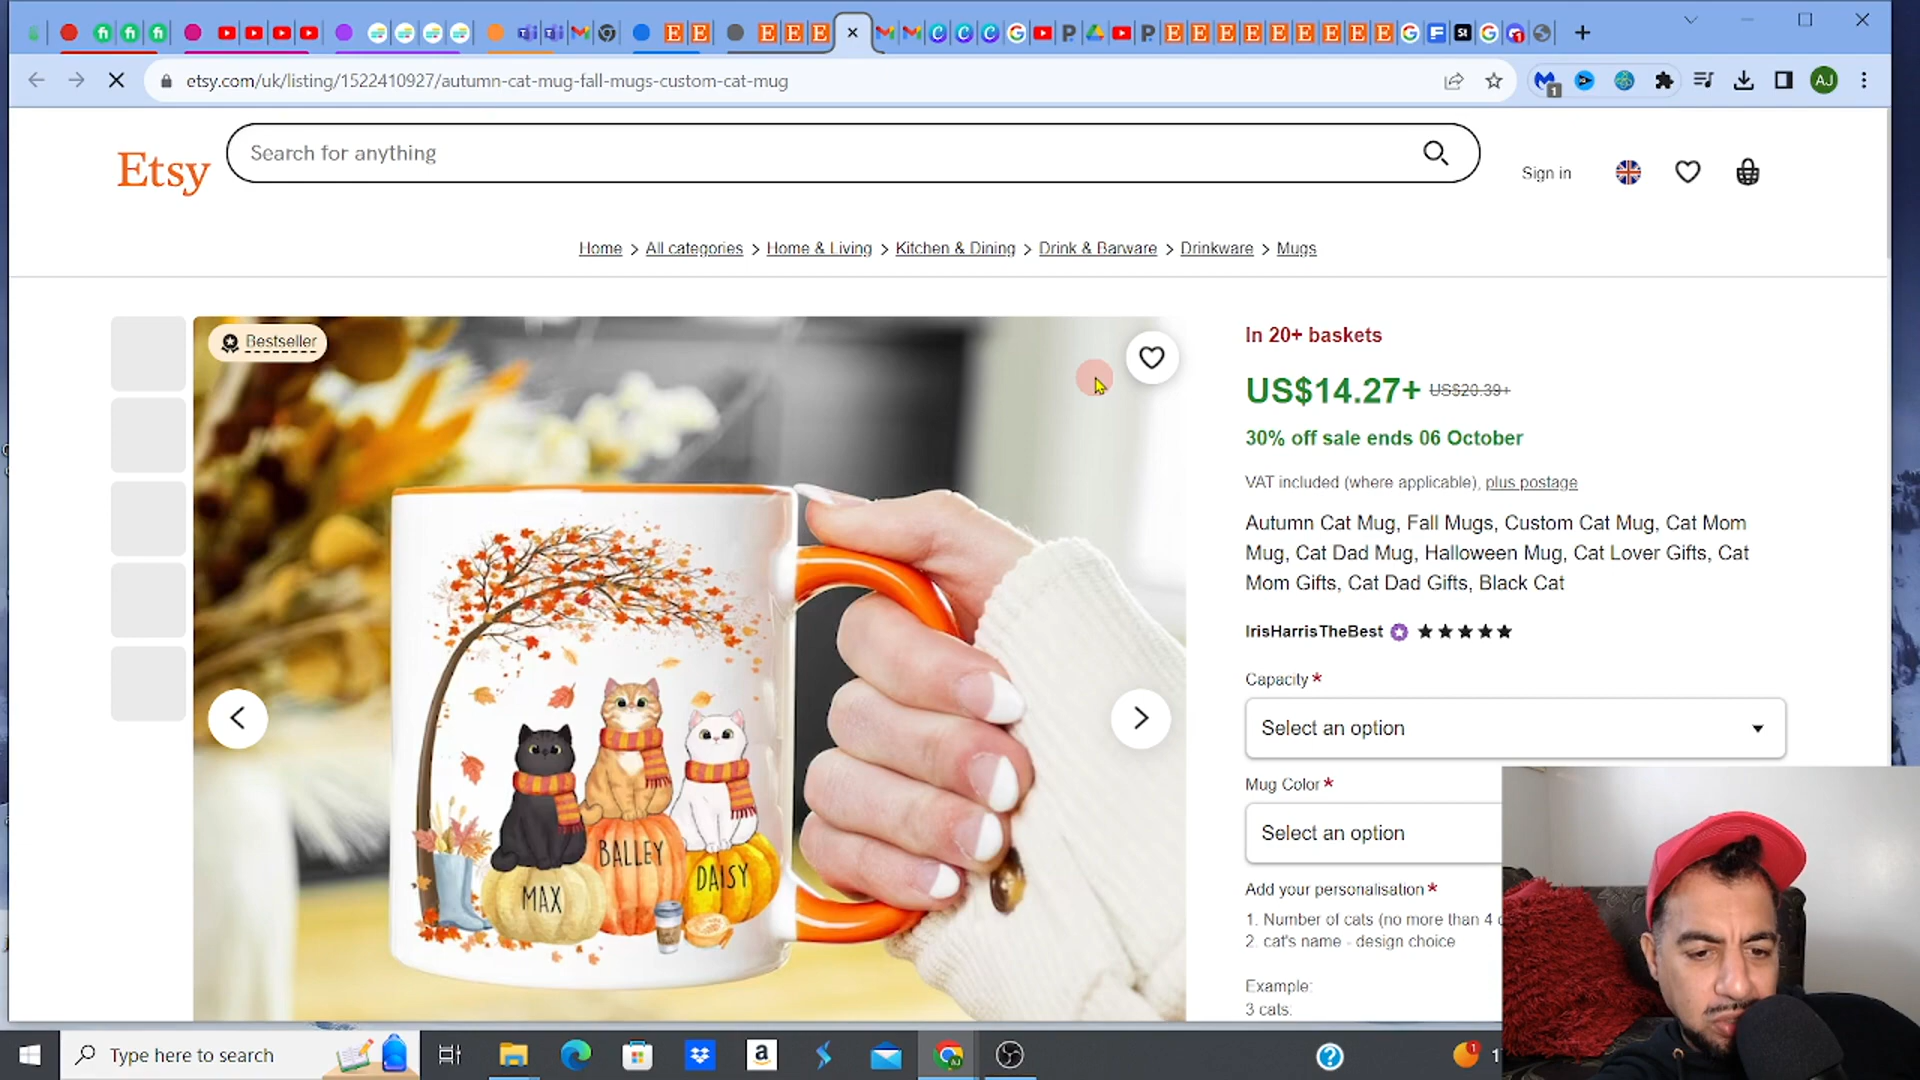 etsy.com/uk/listing/1522410927/autumn-cat-mug-fall-mugs-custom-cat-mug
1
AJ
Etsy
Search for anything
Sign in
Home > All categories > Home & Living > Kitchen & Dining > Drink & Barware > Drinkware > Mugs
Bestseller
In 20+ baskets
US$14.27+ US$20.39+
30% off sale ends 06 October
VAT included (where applicable), plus postage
Autumn Cat Mug, Fall Mugs, Custom Cat Mug, Cat Mom
Mug, Cat Dad Mug, Halloween Mug, Cat Lover Gifts, Cat
Mom Gifts, Cat Dad Gifts, Black Cat
IrisHarrisTheBest
Capacity *
Select an option
Mug Color *
Select an option
Add your personalisation *
1. Number of cats (no more than 4
2. cat's name - design choice
Example:
3 cats:
MAX
BALLEY
DAISY
Type here to search
1